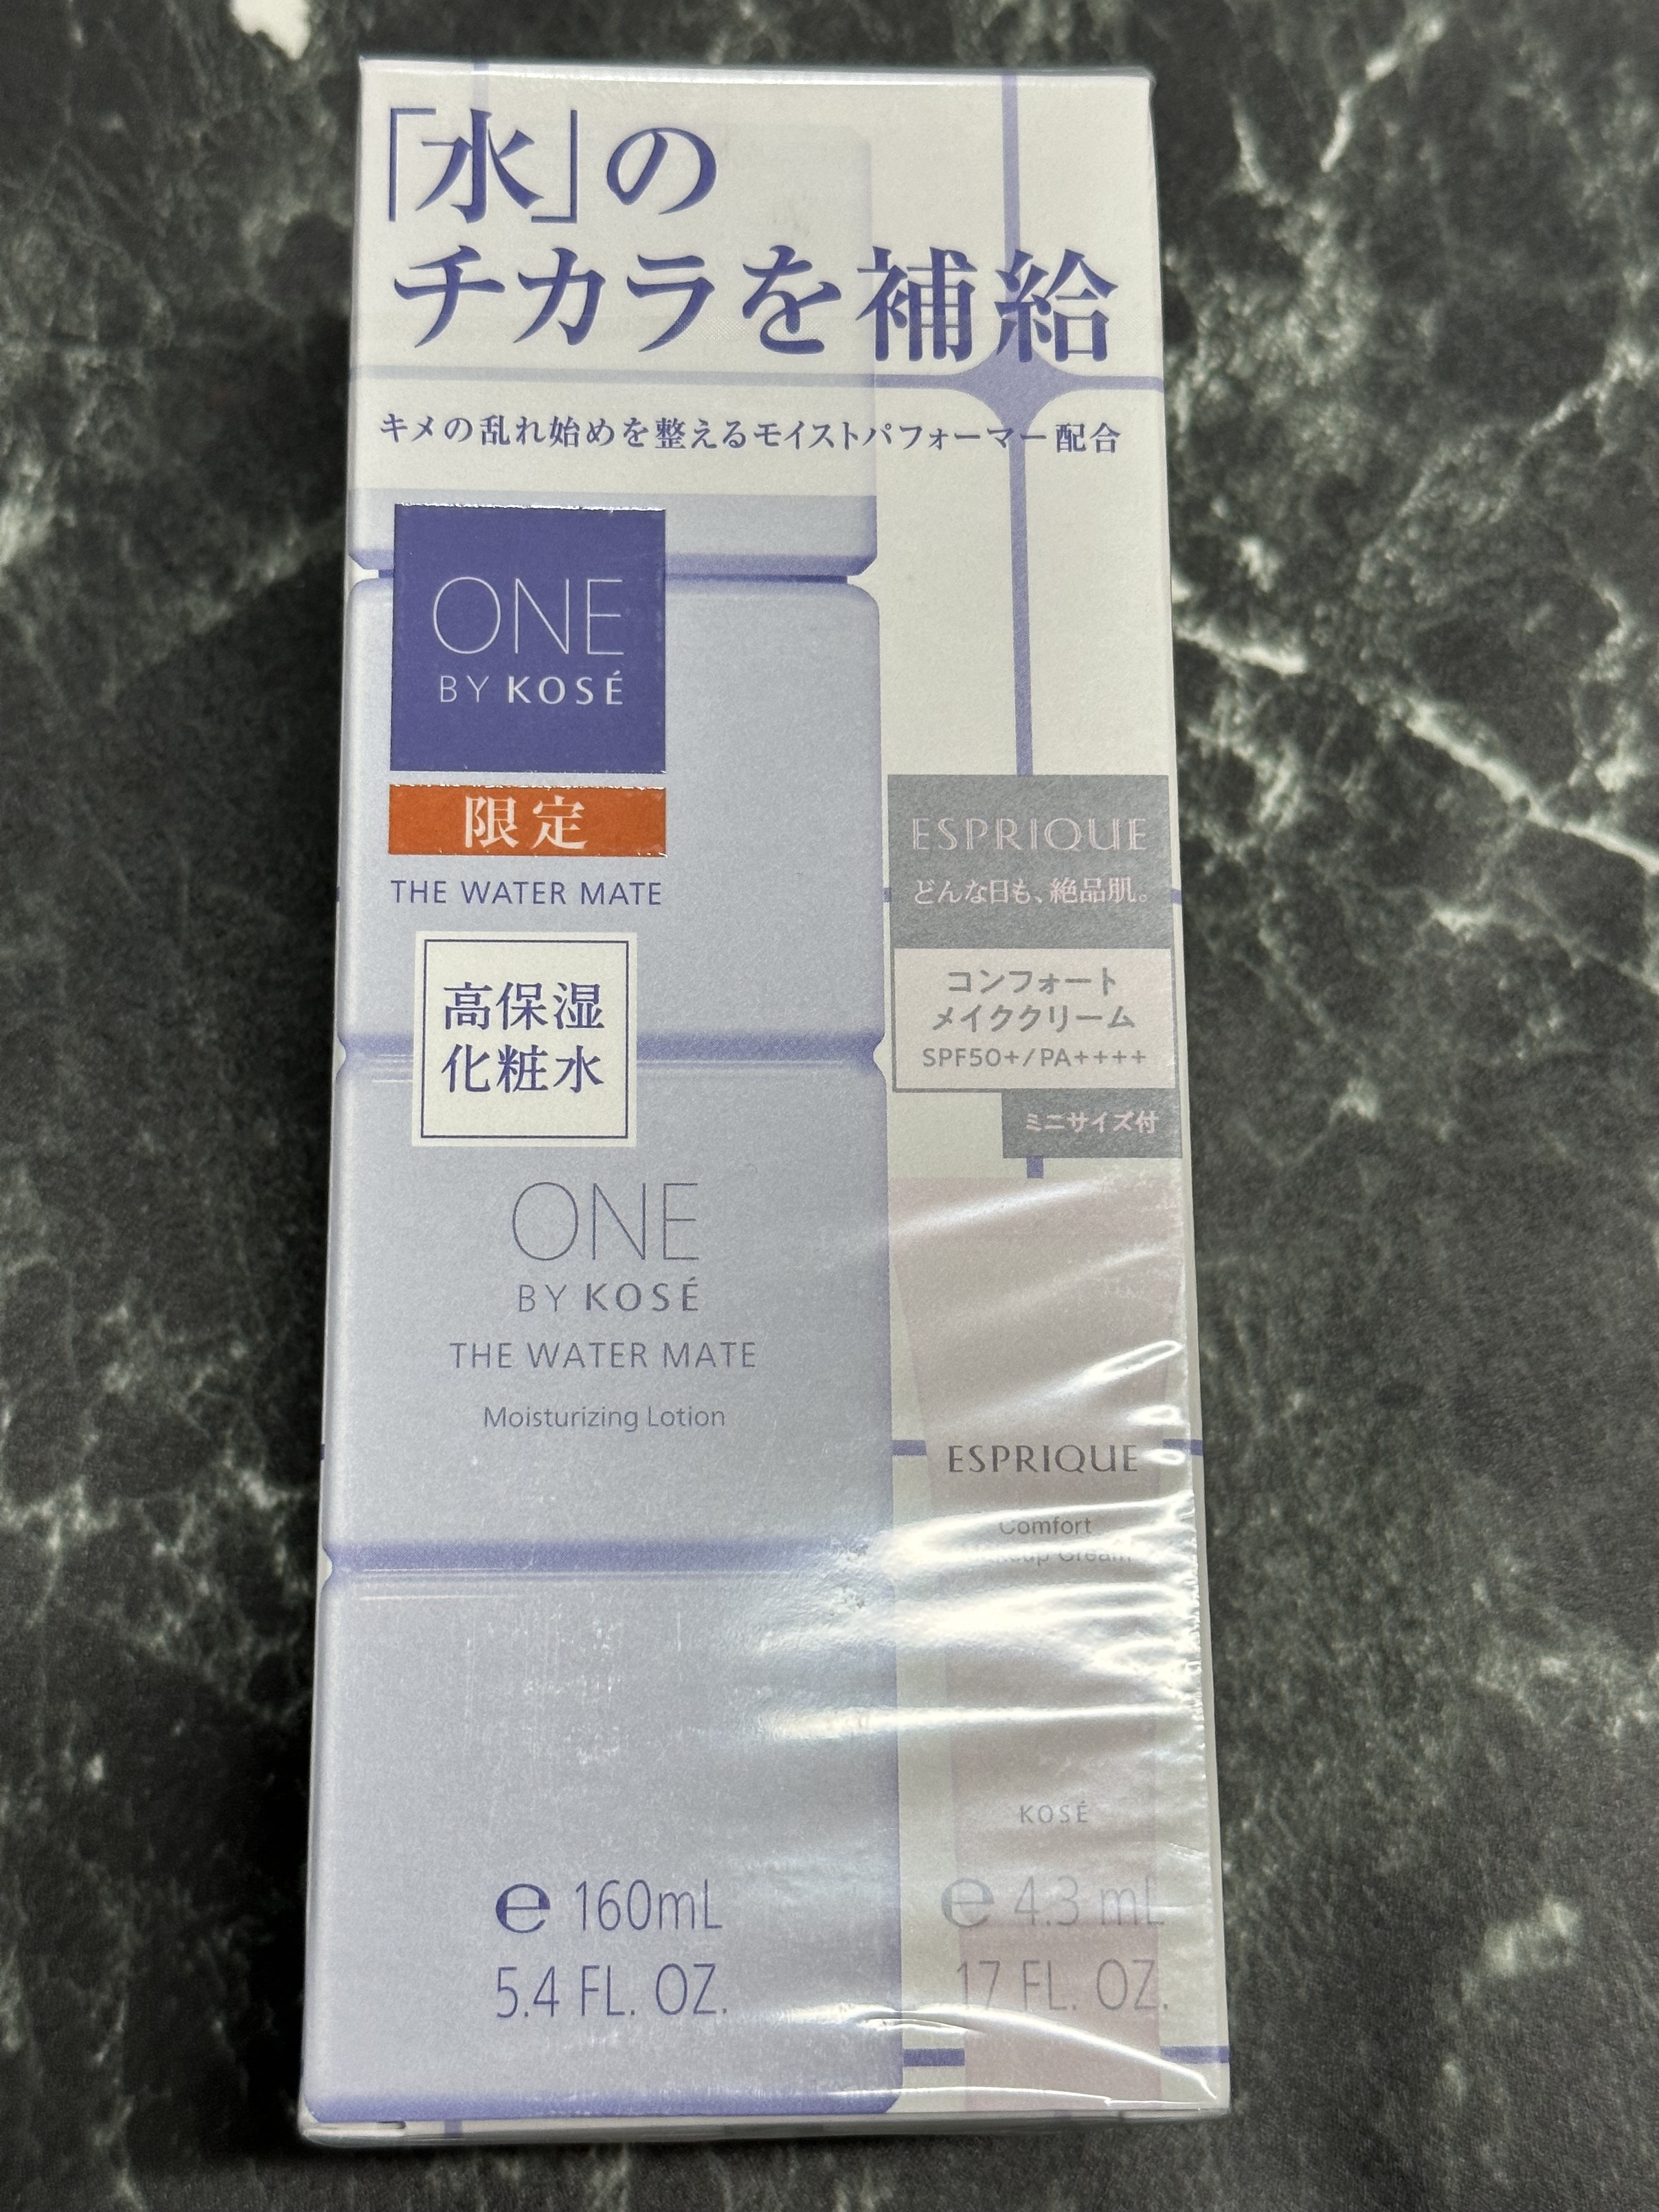 「水」の
チカラを補給
キメの乱れ始めを整えるモイストパフォーマー配合
ONE
BY KOSÉ
限定
THE WATER MATE
高保湿
化粧水
ONE
BY KOSÉ
THE WATER MATE
Moisturizing Lotion
e 160mL
5.4 FL. OZ.
ESPRIQUE
どんな日も、絶品肌。
コンフォート
メイククリーム
SPF50+/PA++++
ミニサイズ付
ESPRIQUE
Comfort
Cream
KOSÉ
e 4.3 mL
17 FL. OZ.